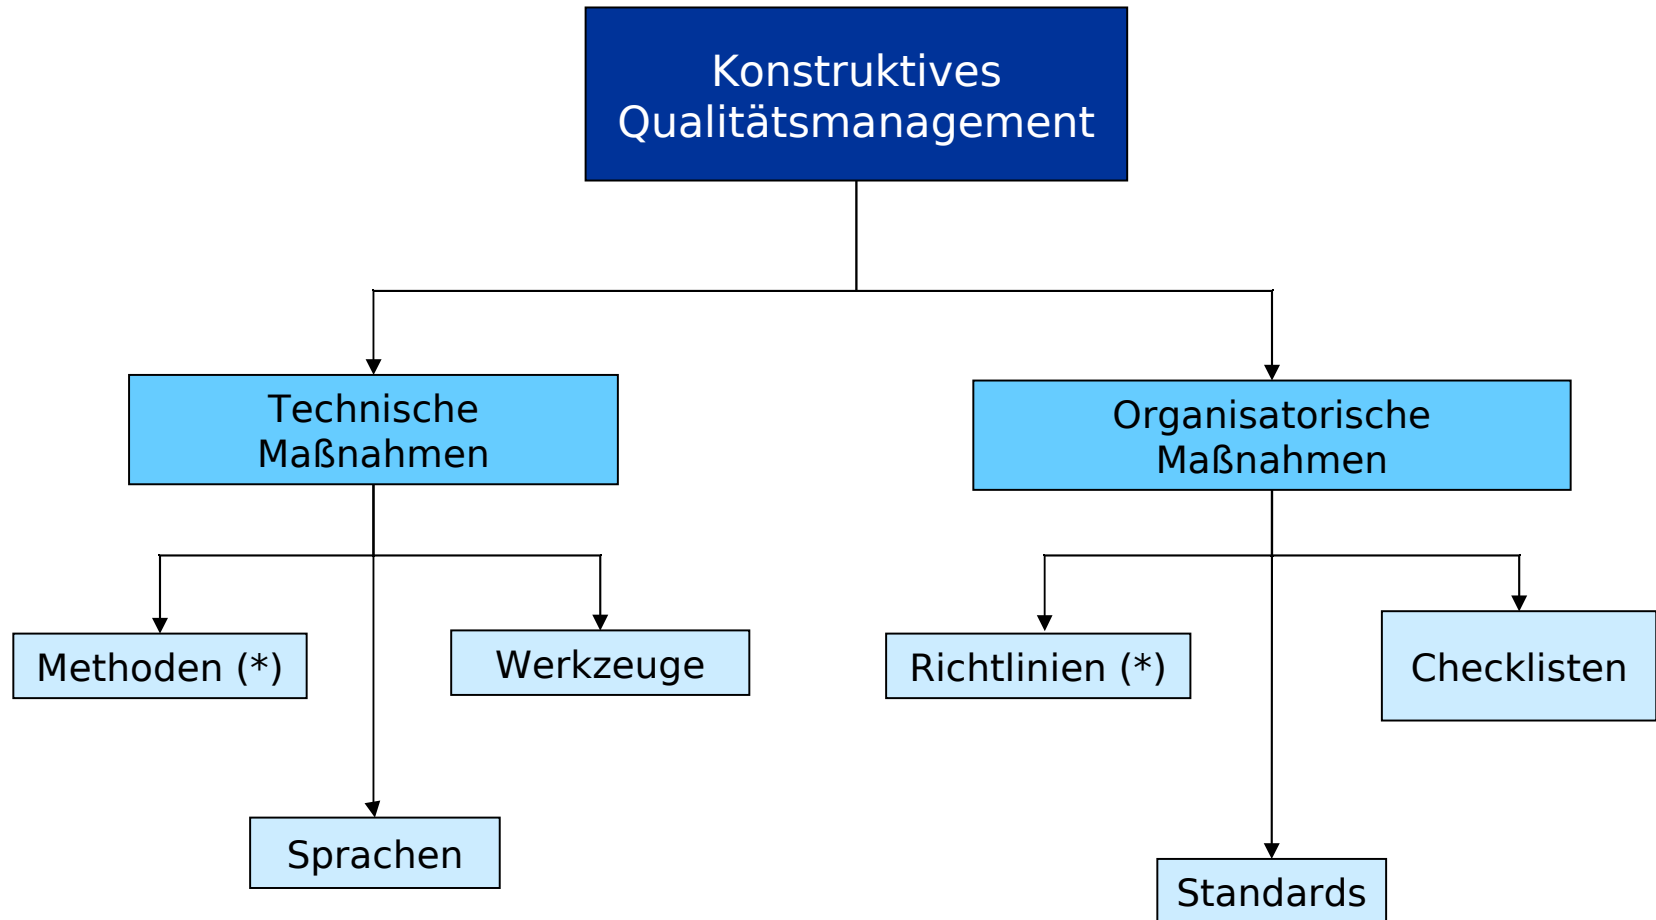 Konstruktives
Qualitätsmanagement
Technische
Maßnahmen
Organisatorische
Maßnahmen
Methoden (*)
Werkzeuge
Richtlinien (*)
Checklisten
Sprachen
Standards